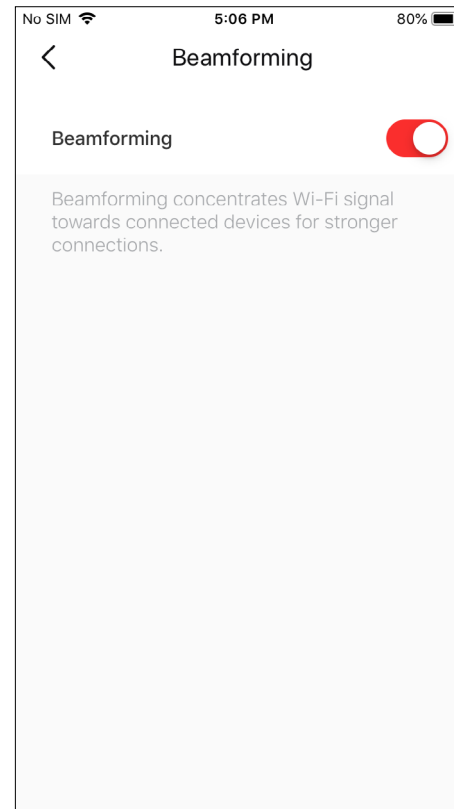 No SIM 5:06 PM 80%
Beamforming
Beamforming
Beamforming concentrates Wi-Fi signal
towards connected devices for stronger
connections.